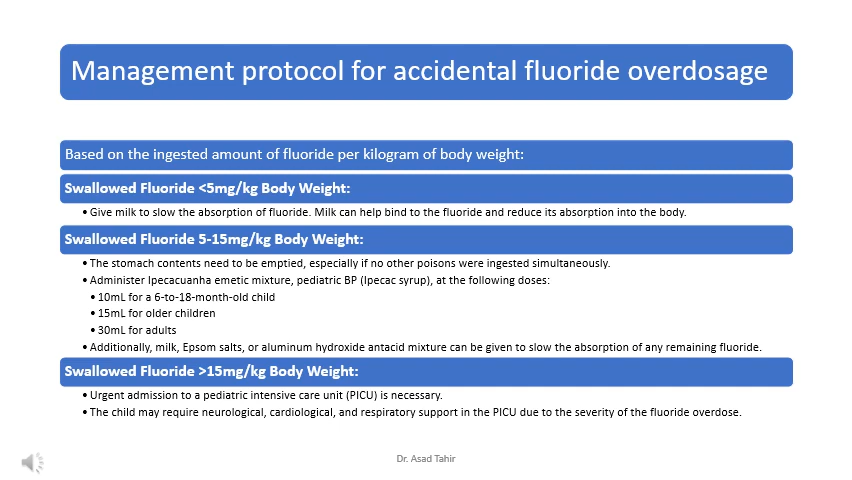 Management protocol for accidental fluoride overdosage
Based on the ingested amount of fluoride per kilogram of body weight:
Swallowed Fluoride <5mg/kg Body Weight:
• Give milk to slow the absorption of fluoride. Milk can help bind to the fluoride and reduce its absorption into the body.
Swallowed Fluoride 5-15mg/kg Body Weight:
• The stomach contents need to be emptied, especially if no other poisons were ingested simultaneously.
• Administer Ipecacuanha emetic mixture, pediatric BP (Ipecac syrup), at the following doses:
• 10mL for a 6-to-18-month-old child
• 15mL for older children
• 30mL for adults
• Additionally, milk, Epsom salts, or aluminum hydroxide antacid mixture can be given to slow the absorption of any remaining fluoride.
Swallowed Fluoride >15mg/kg Body Weight:
• Urgent admission to a pediatric intensive care unit (PICU) is necessary.
• The child may require neurological, cardiological, and respiratory support in the PICU due to the severity of the fluoride overdose.
Dr. Asad Tahir